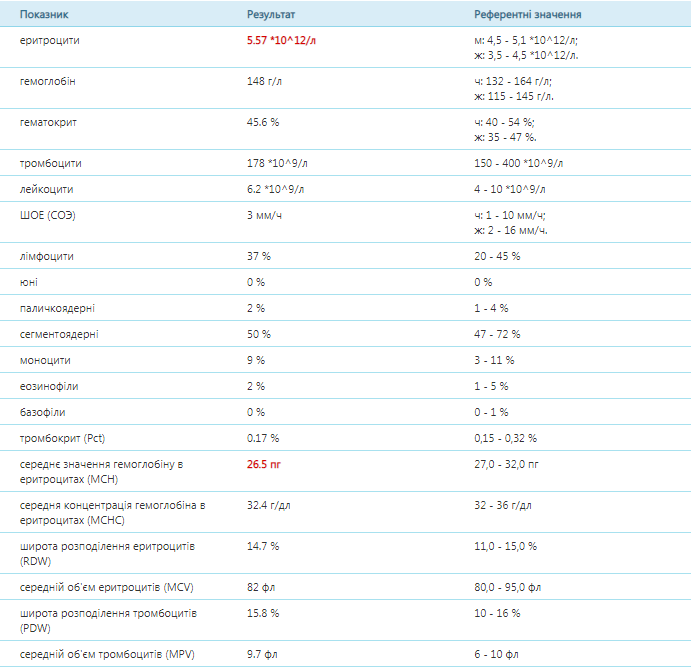 Показник Результат Референтні значення
еритроцити 5.57 *10^12/л м: 4,5 - 5,1 *10^12/л;
ж: 3,5 - 4,5 *10^12/л.
гемоглобін 148 г/л ч: 132 - 164 г/л;
ж: 115 - 145 г/л.
гематокрит 45.6 % ч: 40 - 54 %;
ж: 35 - 47 %.
тромбоцити 178 *10^9/л 150 - 400 *10^9/л
лейкоцити 6.2 *10^9/л 4 - 10 *10^9/л
ШОЕ (СОЭ) 3 мм/ч ч: 1 - 10 мм/ч;
ж: 2 - 16 мм/ч.
лімфоцити 37 % 20 - 45 %
юні 0 % 0 %
паличкоядерні 2 % 1 - 4 %
сегментоядерні 50 % 47 - 72 %
моноцити 9 % 3 - 11 %
еозинофіли 2 % 1 - 5 %
базофіли 0 % 0 - 1 %
тромбокрит (Pct) 0.17 % 0,15 - 0,32 %
середнє значення гемоглобіну в 26.5 пг 27,0 - 32,0 пг
еритроцитах (MCH)
середня концентрація гемоглобіна в 32.4 г/дл 32 - 36 г/дл
еритроцитах (MCHC)
широта розподілення еритроцитів 14.7 % 11,0 - 15,0 %
(RDW)
середній об'єм еритроцитів (MCV) 82 фл 80,0 - 95,0 фл
широта розподілення тромбоцитів 15.8 % 10 - 16 %
(PDW)
середній об'єм тромбоцитів (MPV) 9.7 фл 6 - 10 фл